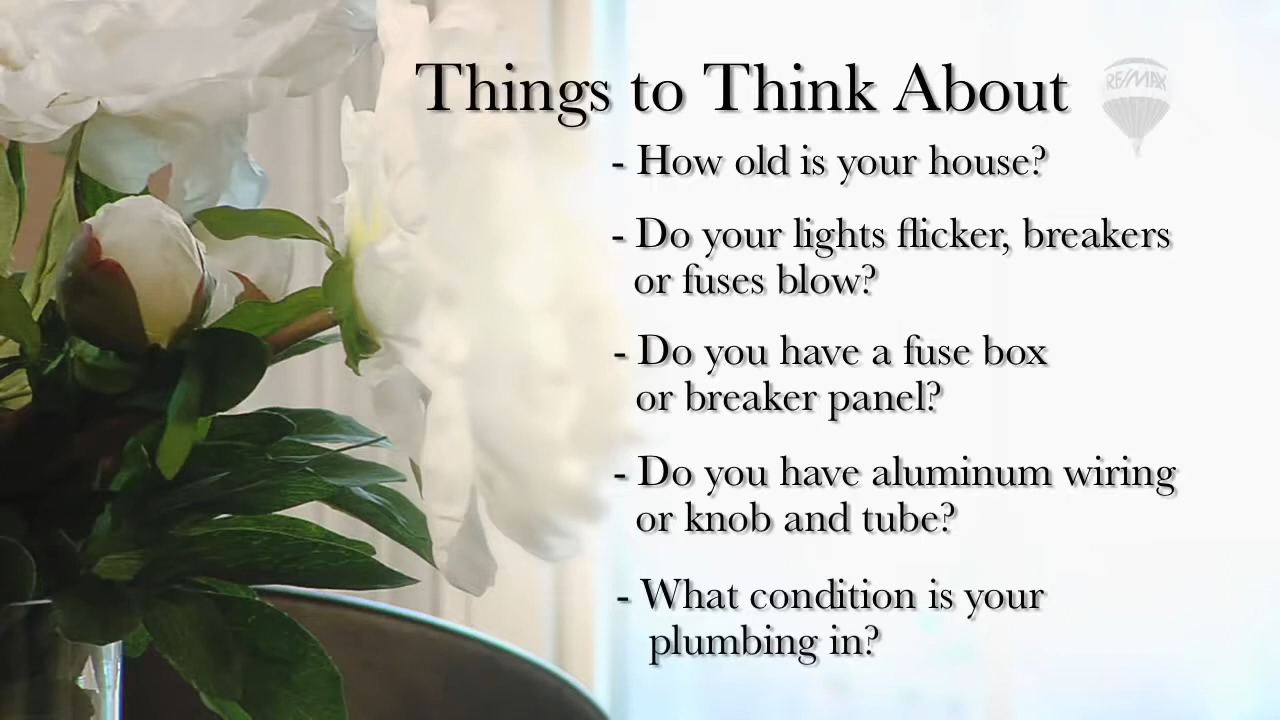 Things to Think About
RE/MAX
- How old is your house?
- Do your lights flicker, breakers
or fuses blow?
- Do you have a fuse box
or breaker panel?
- Do you have aluminum wiring
or knob and tube?
- What condition is your
plumbing in?